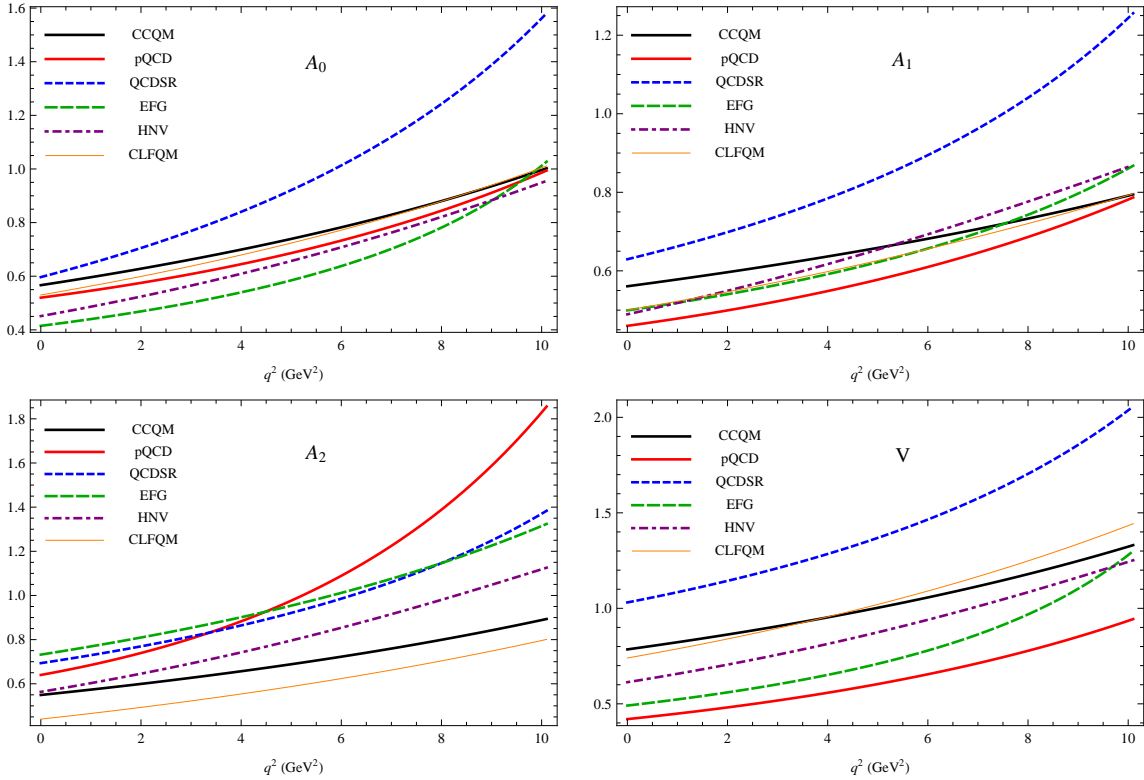 1.6
1.4
1.2
1.0
0.8
0.6
0.4
CCQM
pQCD
QCDSR
EFG
HNV
CLFQM
A0
0 2 4 6 8 10
q² (GeV²)
1.2
1.0
0.8
0.6
CCQM
pQCD
QCDSR
EFG
HNV
CLFQM
A1
0 2 4 6 8 10
q² (GeV²)
1.8
1.6
1.4
1.2
1.0
0.8
0.6
CCQM
pQCD
QCDSR
EFG
HNV
CLFQM
A2
0 2 4 6 8 10
q² (GeV²)
2.0
1.5
1.0
0.5
CCQM
pQCD
QCDSR
EFG
HNV
CLFQM
V
0 2 4 6 8 10
q² (GeV²)